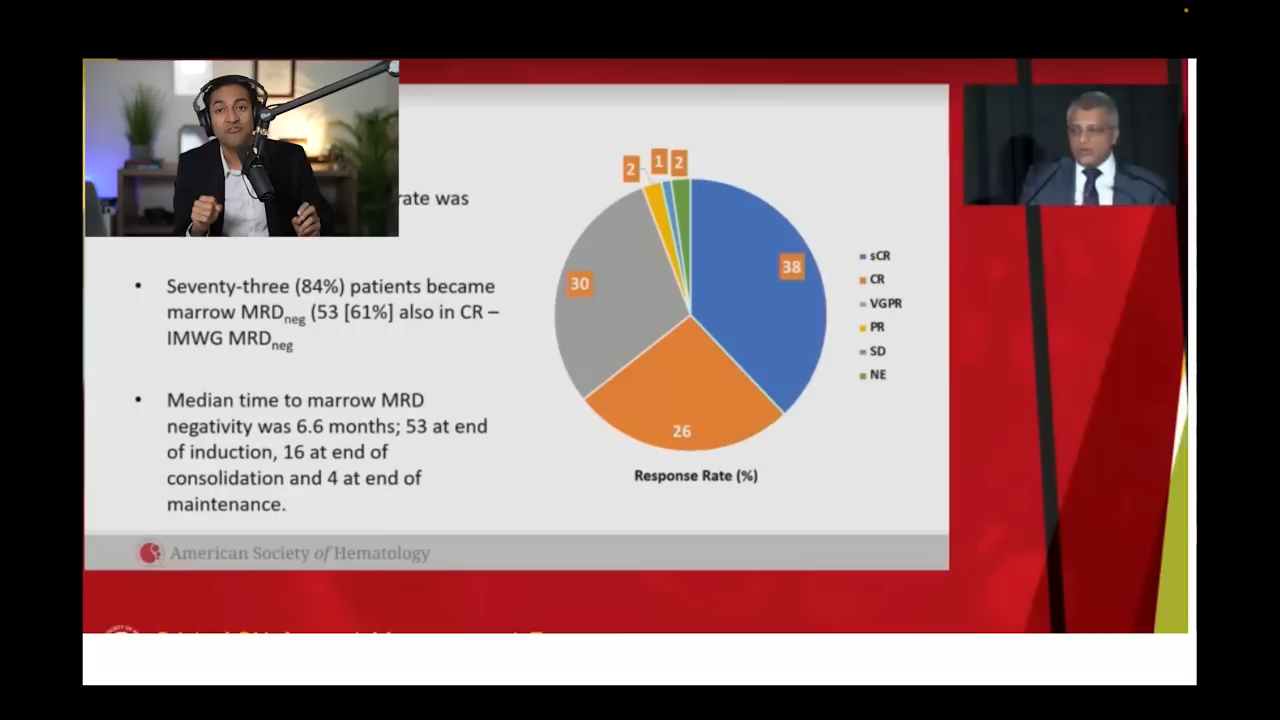 rate was
• Seventy-three (84%) patients became
marrow MRDneg (53 [61%] also in CR –
IMWG MRDneg
• Median time to marrow MRD
negativity was 6.6 months; 53 at end
of induction, 16 at end of
consolidation and 4 at end of
maintenance.
2
1
2
38
30
26
sCR
CR
VGPR
PR
SD
NE
Response Rate (%)
American Society of Hematology